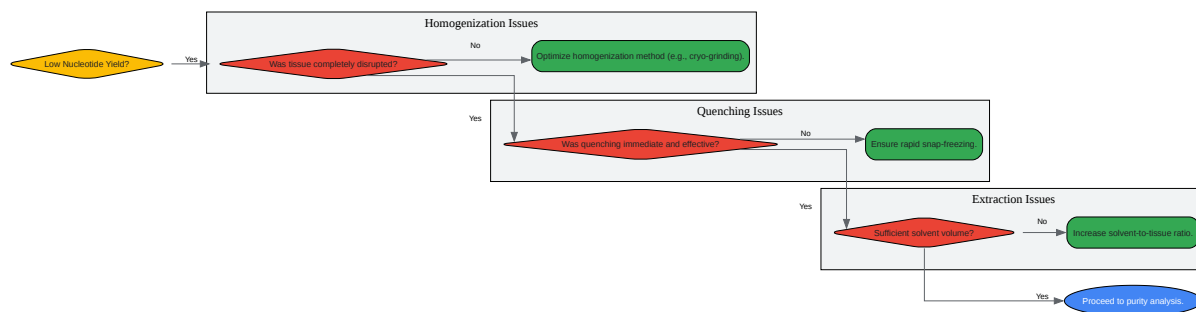 Homogenization Issues
Low Nucleotide Yield?
Yes
Was tissue completely disrupted?
No
Optimize homogenization method (e.g., cryo-grinding).
Yes
Quenching Issues
Was quenching immediate and effective?
No
Ensure rapid snap-freezing.
Yes
Extraction Issues
Sufficient solvent volume?
No
Increase solvent-to-tissue ratio.
Yes
Proceed to purity analysis.